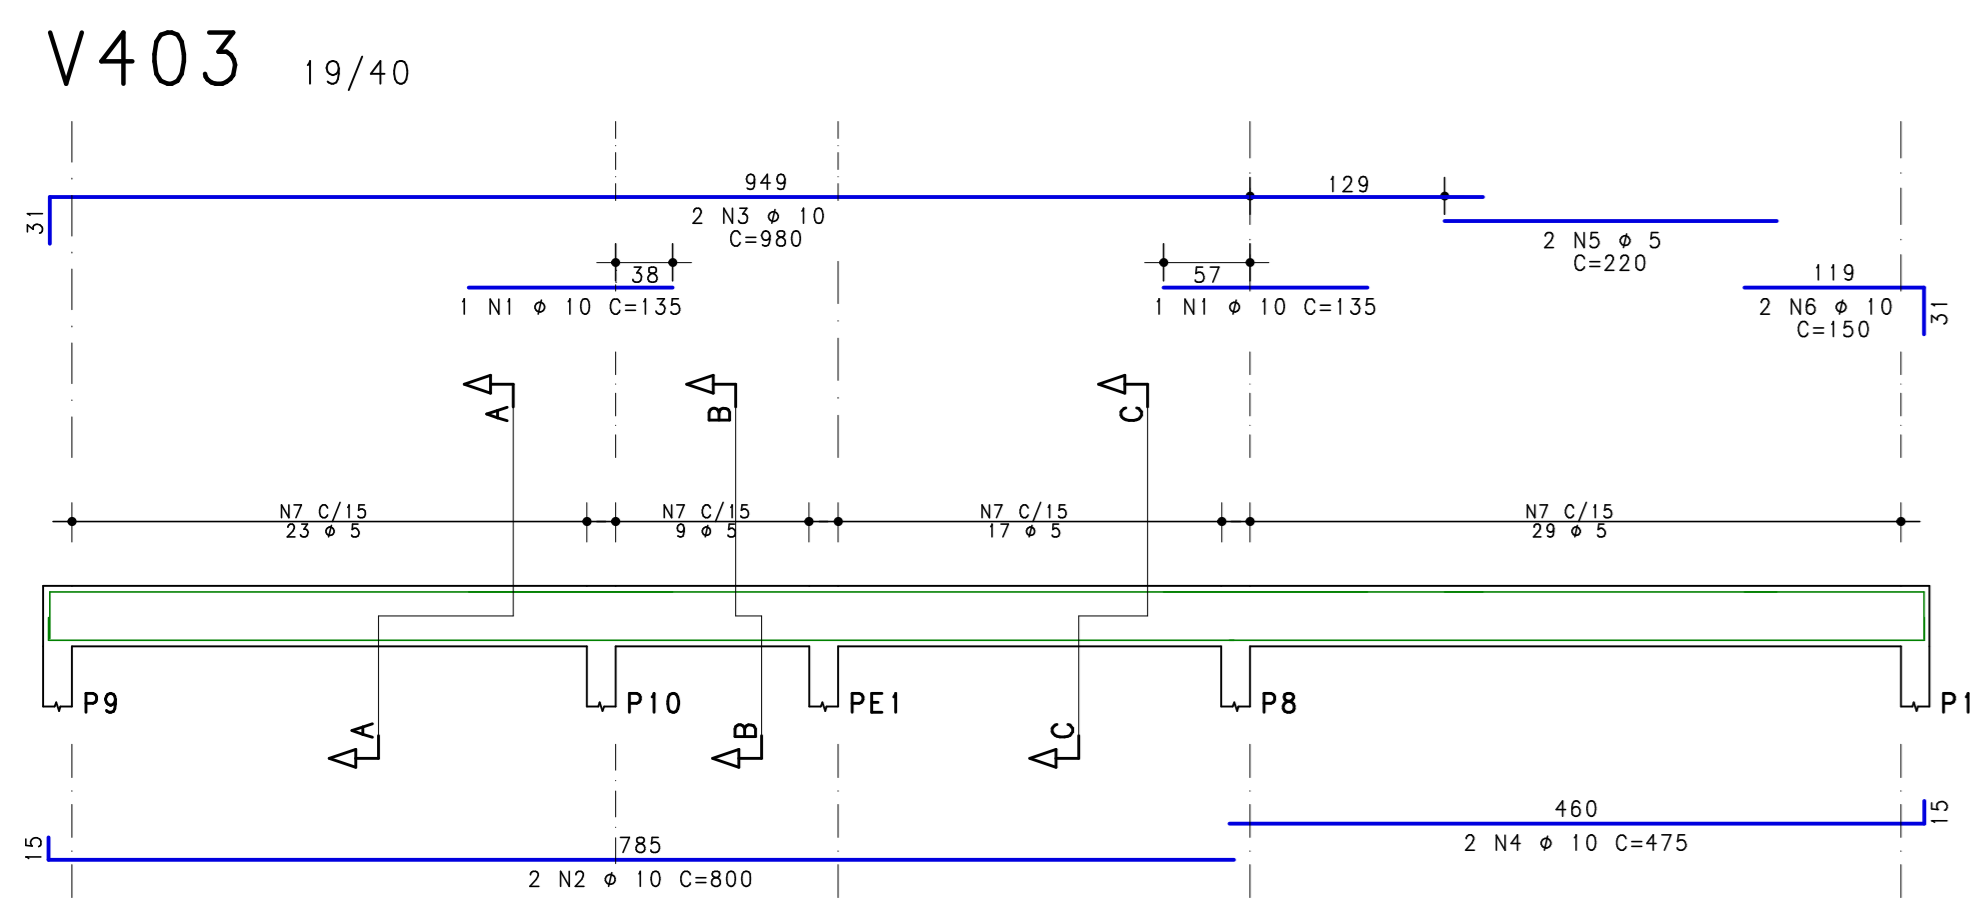 V403 19/40
949
129
31
2 N3 ϕ 10
C=980
2 N5 ϕ 5
C=220
38
57
119
1 N1 ϕ 10 C=135
1 N1 ϕ 10 C=135
2 N6 ϕ 10
C=150
31
A
B
C
N7 C/15
23 ϕ 5
N7 C/15
9 ϕ 5
N7 C/15
17 ϕ 5
N7 C/15
29 ϕ 5
P9
P10
PE1
P8
P1
A
B
C
460
15
2 N4 ϕ 10 C=475
785
15
2 N2 ϕ 10 C=800